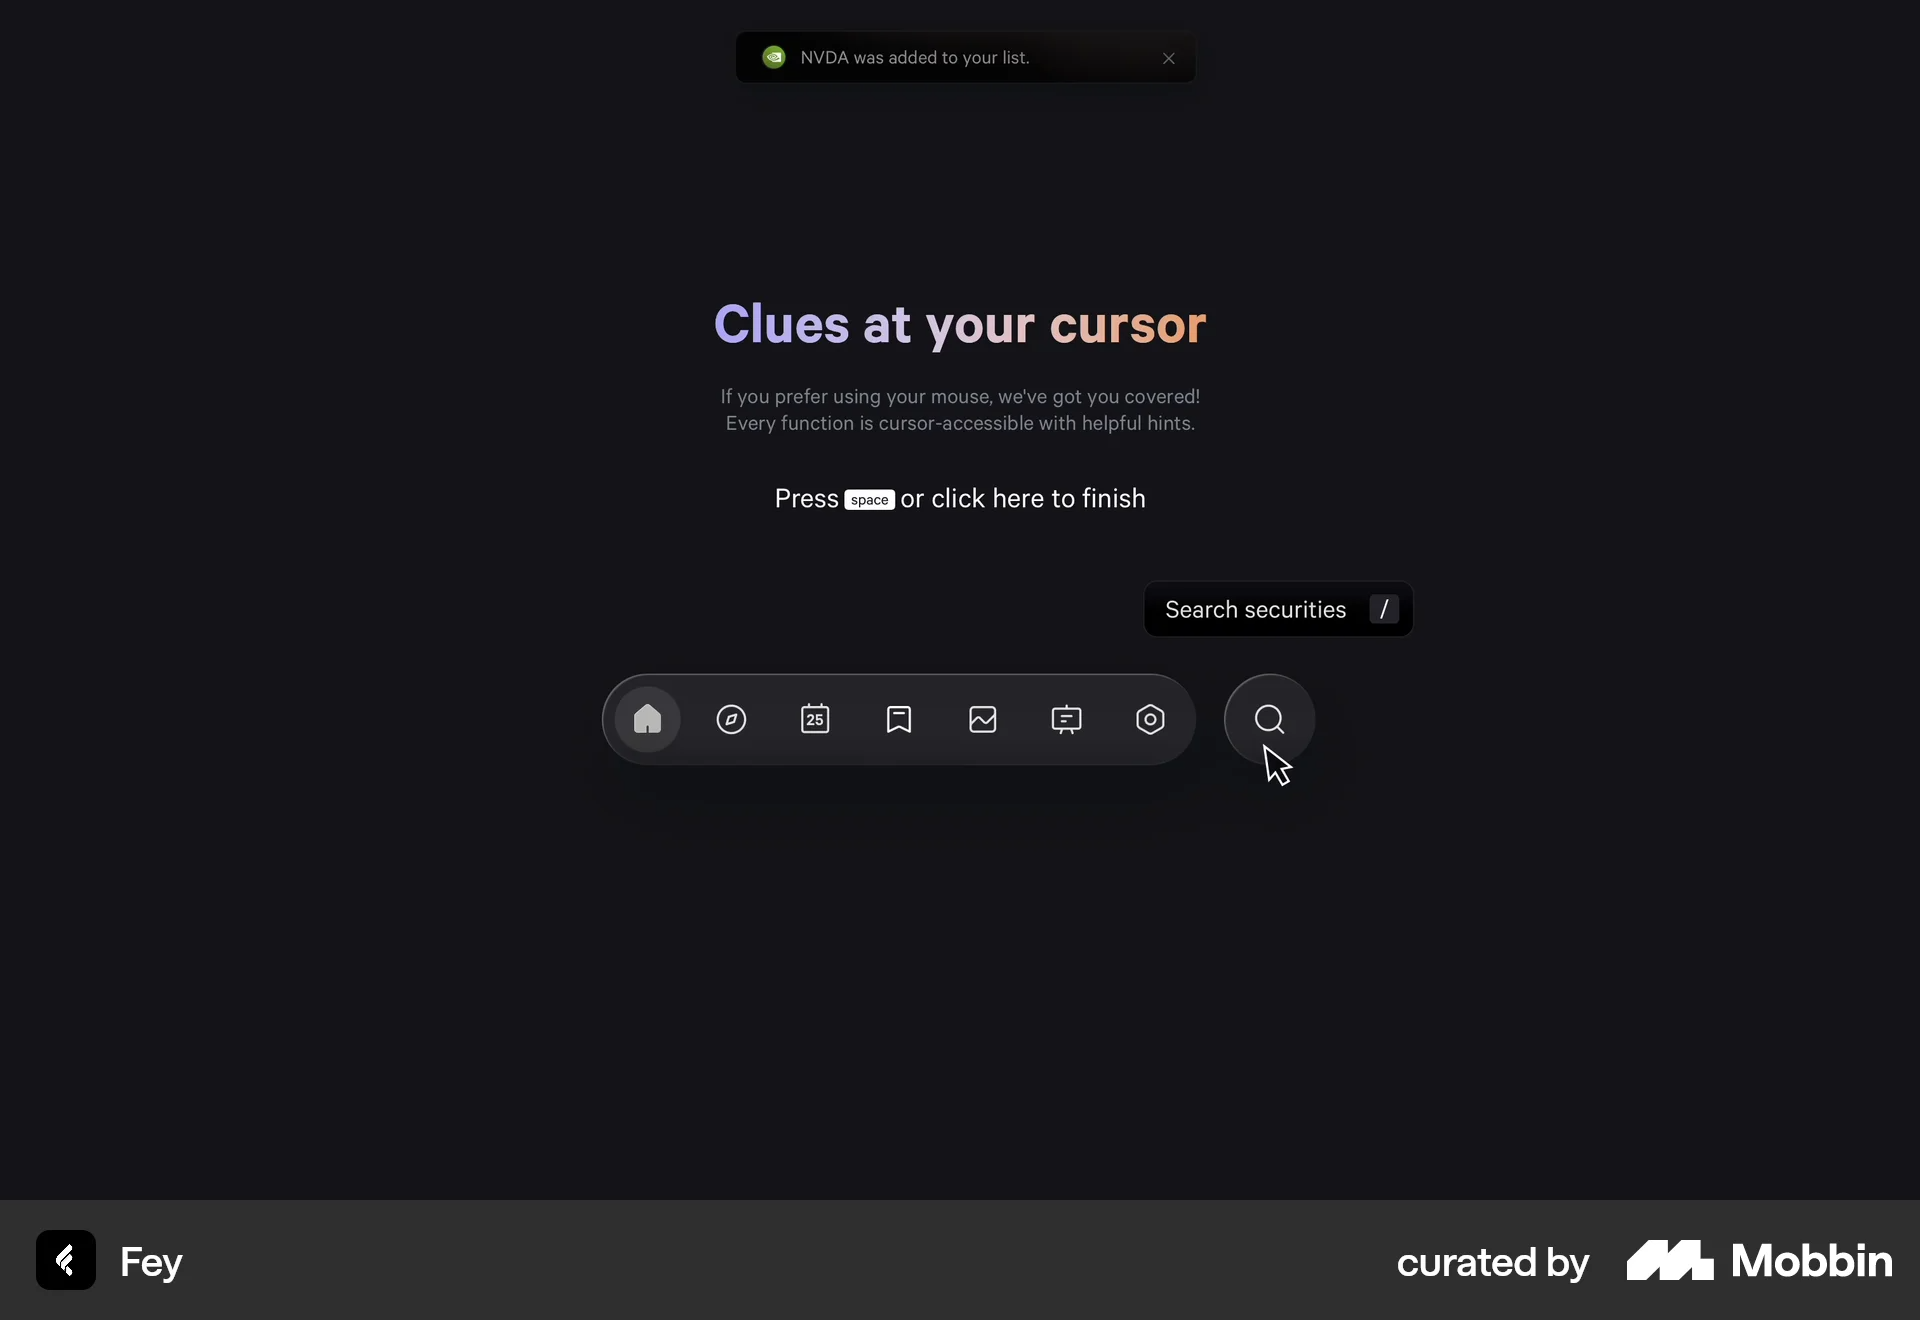 NVDA was added to your list.
Clues at your cursor
If you prefer using your mouse, we've got you covered!
Every function is cursor-accessible with helpful hints.
Press space or click here to finish
Search securities /
25
Fey
curated by Mobbin